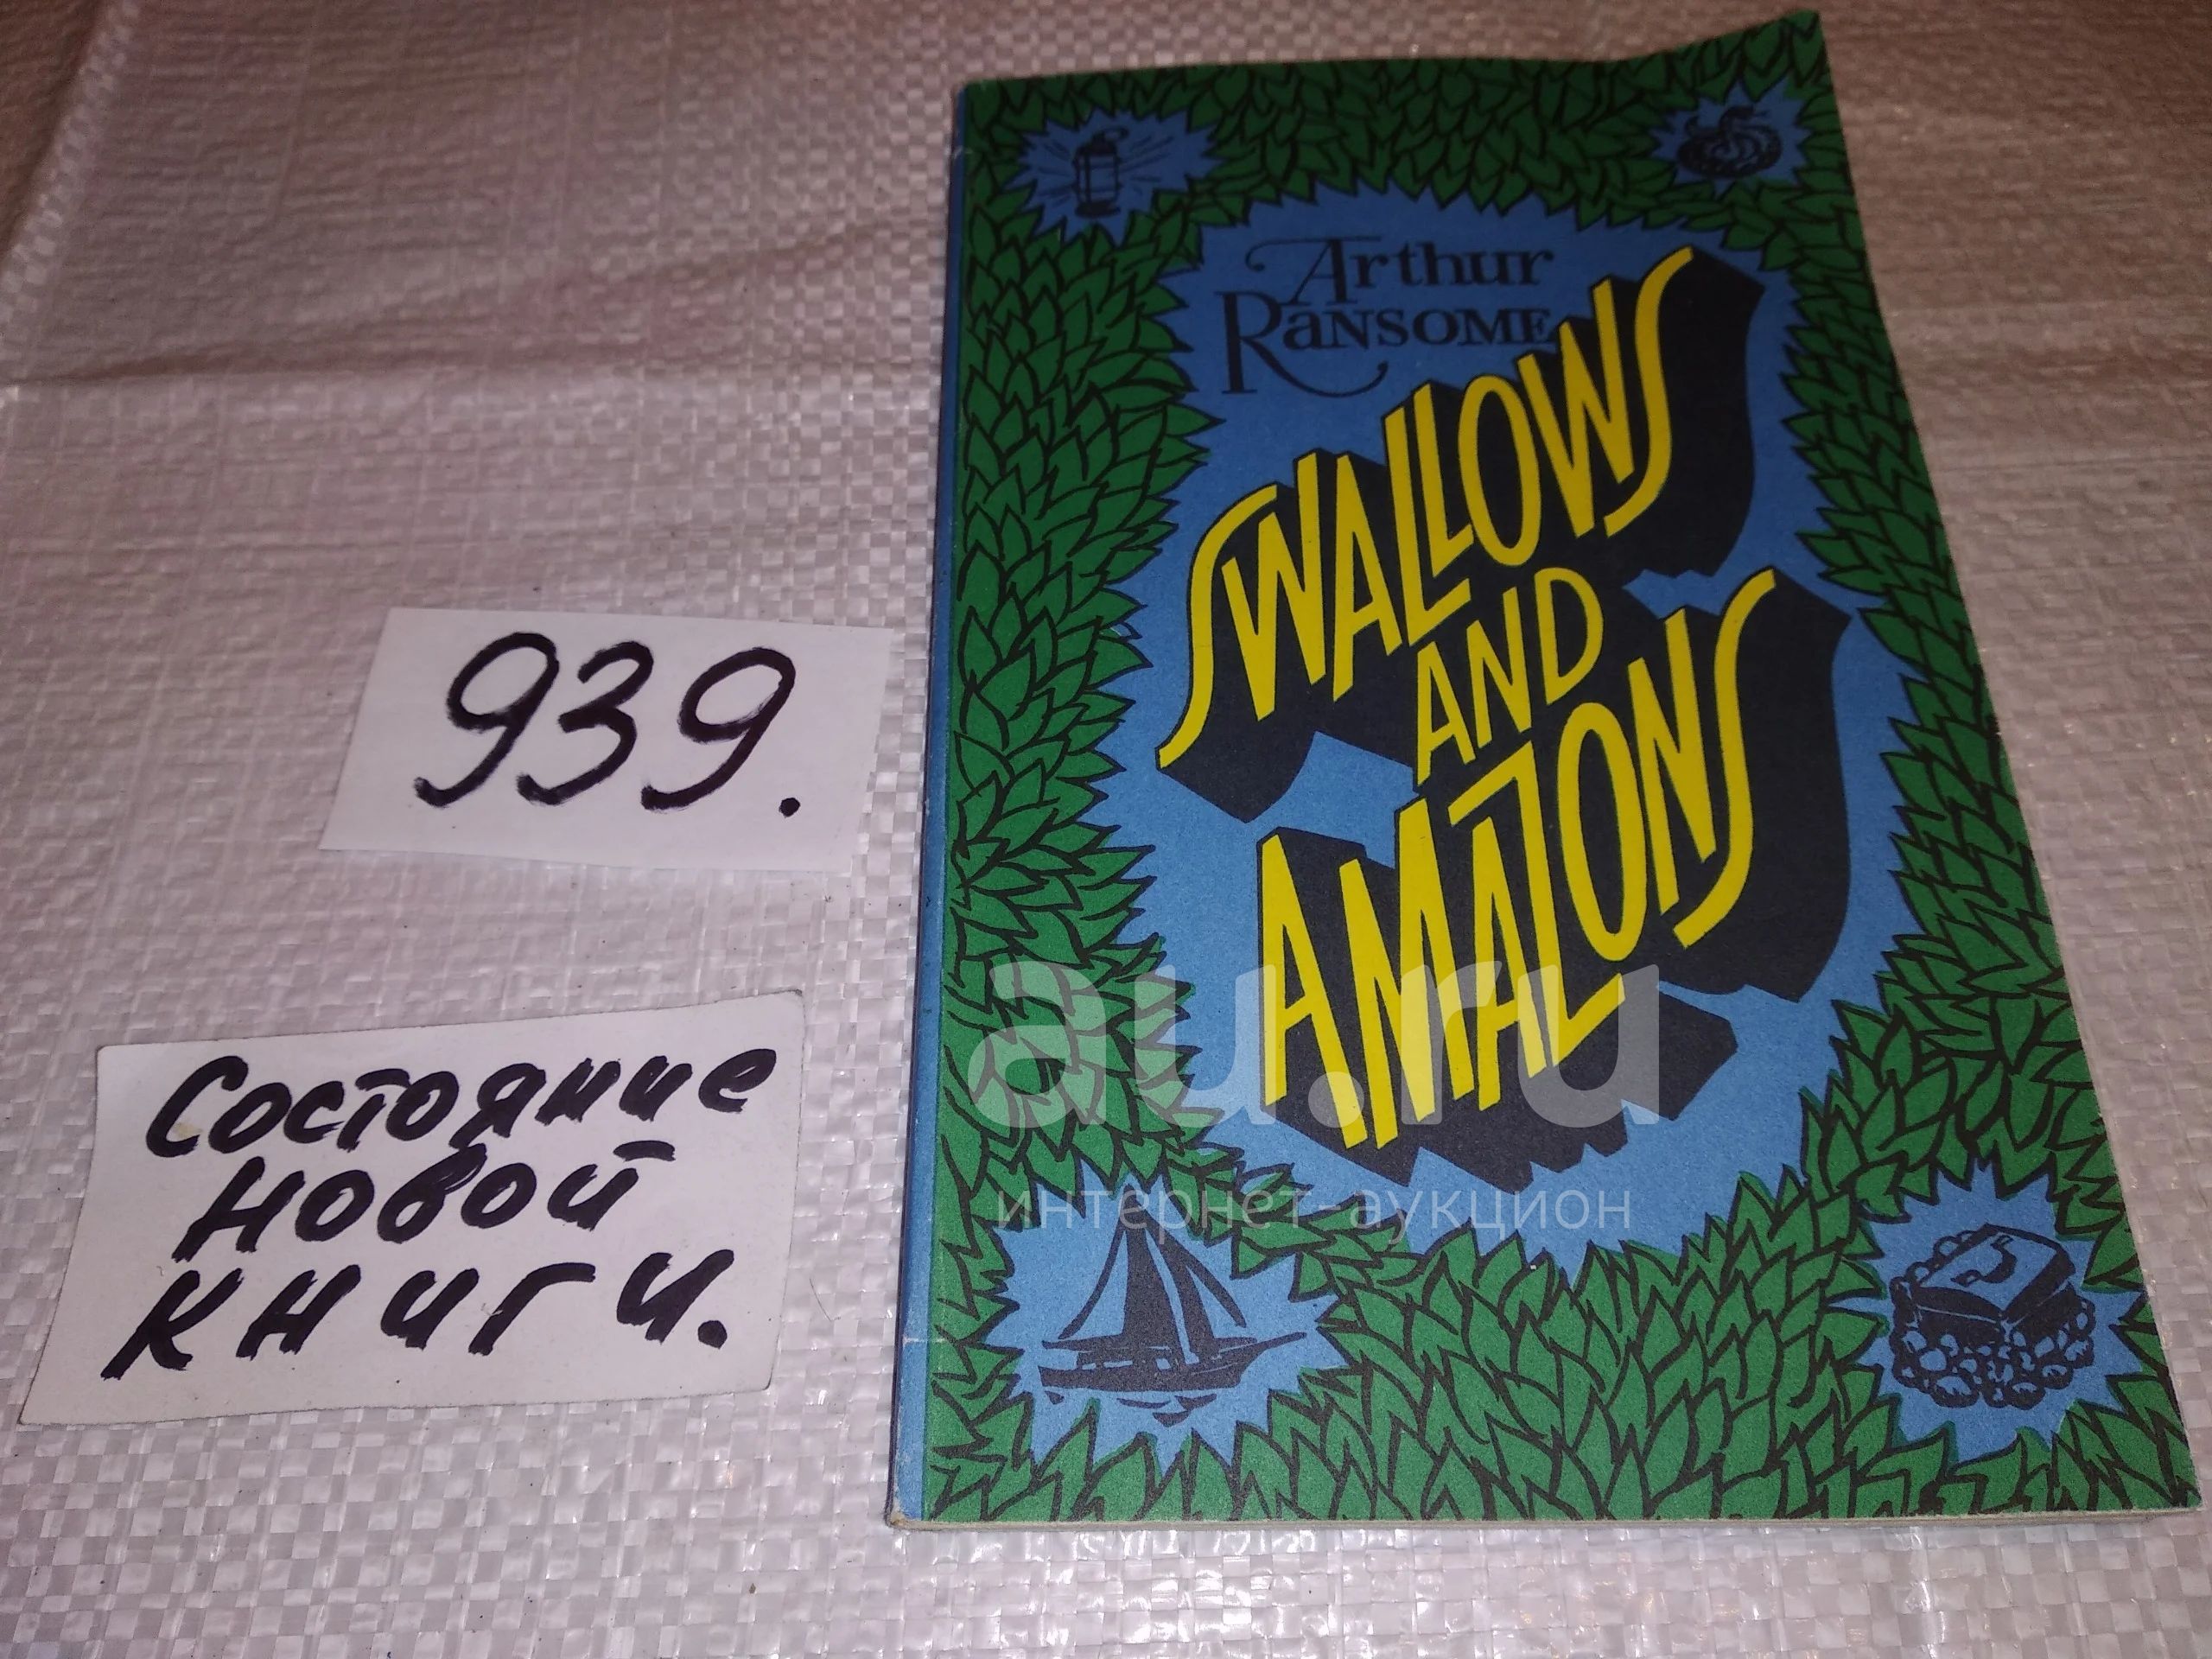 Arthur
RANSOME
SWALLOWS
AND
AMAZONS
939.
Состояние
новой
книги.
au.ru
интернет-аукцион